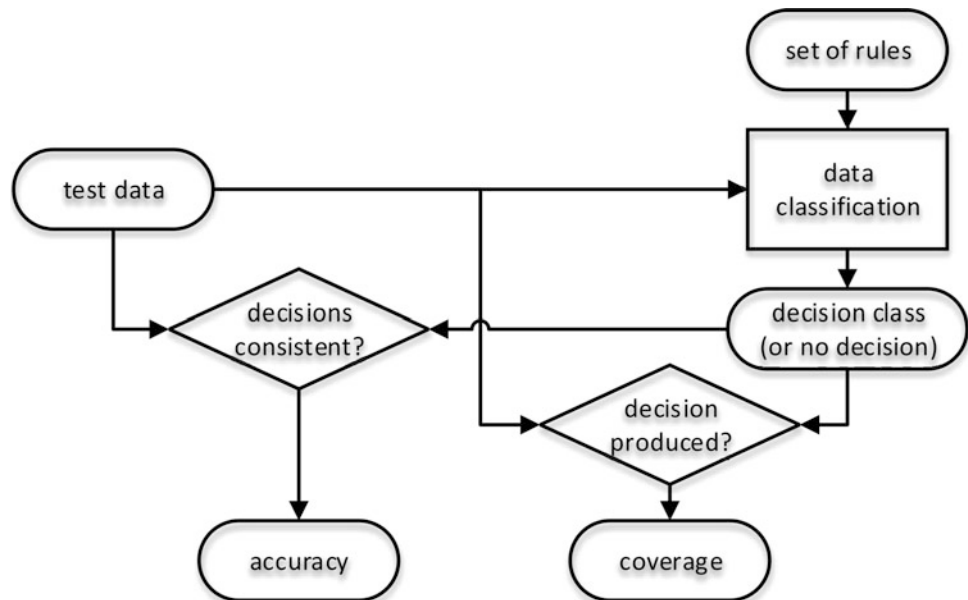 set of rules
test data
data
classification
decisions
consistent?
decision class
(or no decision)
decision
produced?
accuracy
coverage